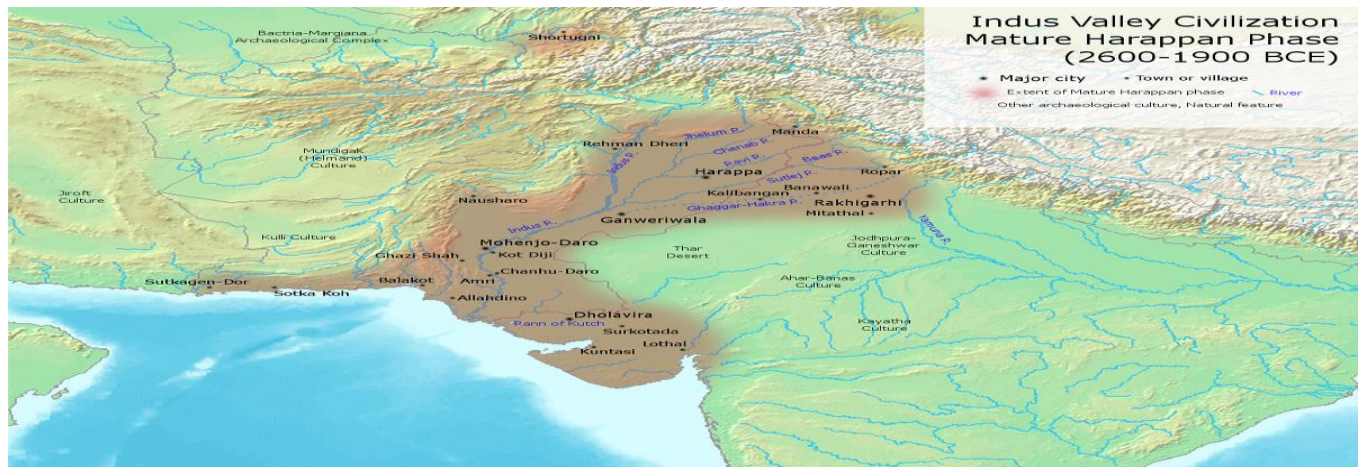 Indus Valley Civilization
Mature Harappan Phase
(2600-1900 BCE)
Major city
Town or village
Extent of Mature Harappan phase
River
Other archaeological culture, Natural feature
Bactria-Margiana
Archaeological Complex
Shortugai
Manda
Jhelum R.
Rehman Dheri
Chenab R.
Indus R.
Mundigak
(Helmand)
Culture
Ravi R.
Beas R.
Ropar
Harappa
Sutlej R.
Jiroft
Culture
Nausharo
Kalibangan
Banawali
Rakhigarhi
Ghaggar-Hakra R.
Mitathal
Ganweriwala
Indus R.
Yamuna R.
Kulli Culture
Mohenjo-Daro
Kot Diji
Ghazi Shah
Thar
Desert
Jodhpura-
Ganeshwar
Culture
Chanhu-Daro
Amri
Sutkagen-Dor
Balakot
Sotka Koh
Ahar-Banas
Culture
Allahdino
Dholavira
Rann of Kutch
Surkotada
Kayatha
Culture
Kuntasi
Lothal